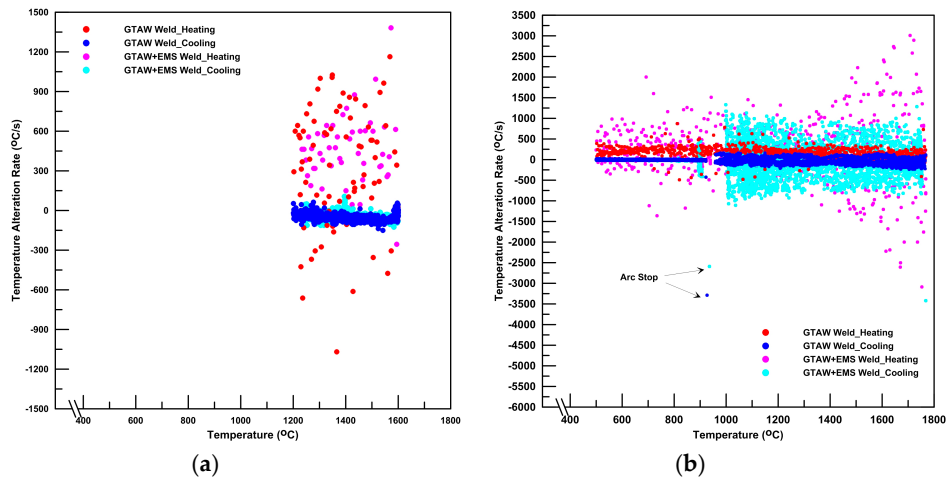 1500
1200
900
600
300
0
-300
-600
-900
-1200
-1500
Temperature Alteration Rate (ºC/s)
GTAW Weld_Heating
GTAW Weld_Cooling
GTAW+EMS Weld_Heating
GTAW+EMS Weld_Cooling
400 600 800 1000 1200 1400 1600 1800
Temperature (ºC)
(a)
3500
3000
2500
2000
1500
1000
500
0
-500
-1000
-1500
-2000
-2500
-3000
-3500
-4000
-4500
-5000
-5500
-6000
Temperature Alteration Rate (ºC/s)
Arc Stop
GTAW Weld_Heating
GTAW Weld_Cooling
GTAW+EMS Weld_Heating
GTAW+EMS Weld_Cooling
400 600 800 1000 1200 1400 1600 1800
Temperature (ºC)
(b)